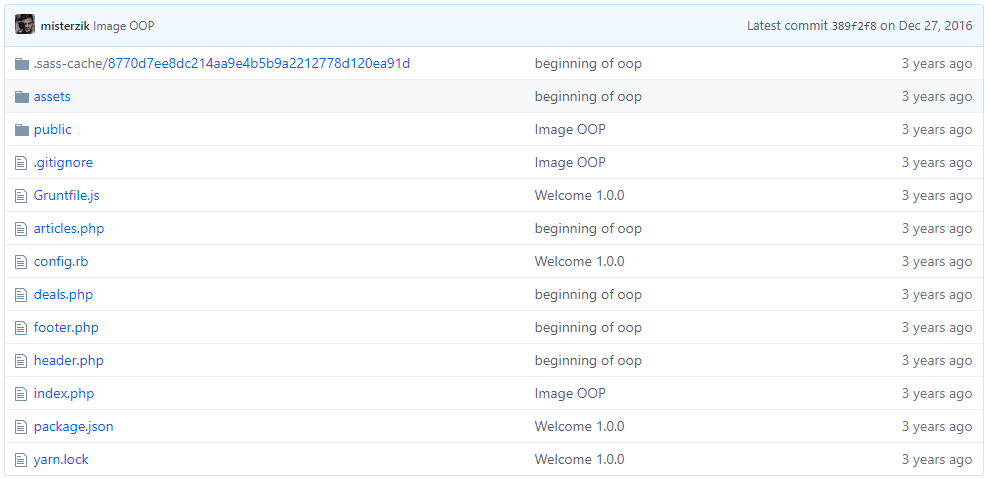 misterzik Image OOP Latest commit 389f2f8 on Dec 27, 2016
.sass-cache/8770d7ee8dc214aa9e4b5b9a2212778d120ea91d beginning of oop 3 years ago
assets beginning of oop 3 years ago
public Image OOP 3 years ago
.gitignore Image OOP 3 years ago
Gruntfile.js Welcome 1.0.0 3 years ago
articles.php beginning of oop 3 years ago
config.rb Welcome 1.0.0 3 years ago
deals.php beginning of oop 3 years ago
footer.php beginning of oop 3 years ago
header.php beginning of oop 3 years ago
index.php Image OOP 3 years ago
package.json Welcome 1.0.0 3 years ago
yarn.lock Welcome 1.0.0 3 years ago